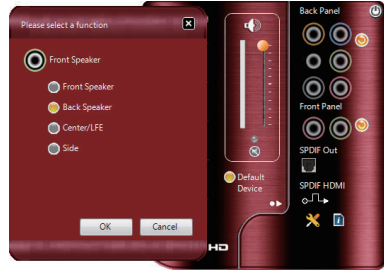 Please select a function
Front Speaker
Front Speaker
Back Speaker
Center/LFE
Side
OK
Cancel
Default
Device
Back Panel
Front Panel
SPDIF Out
SPDIF HDMI
HD